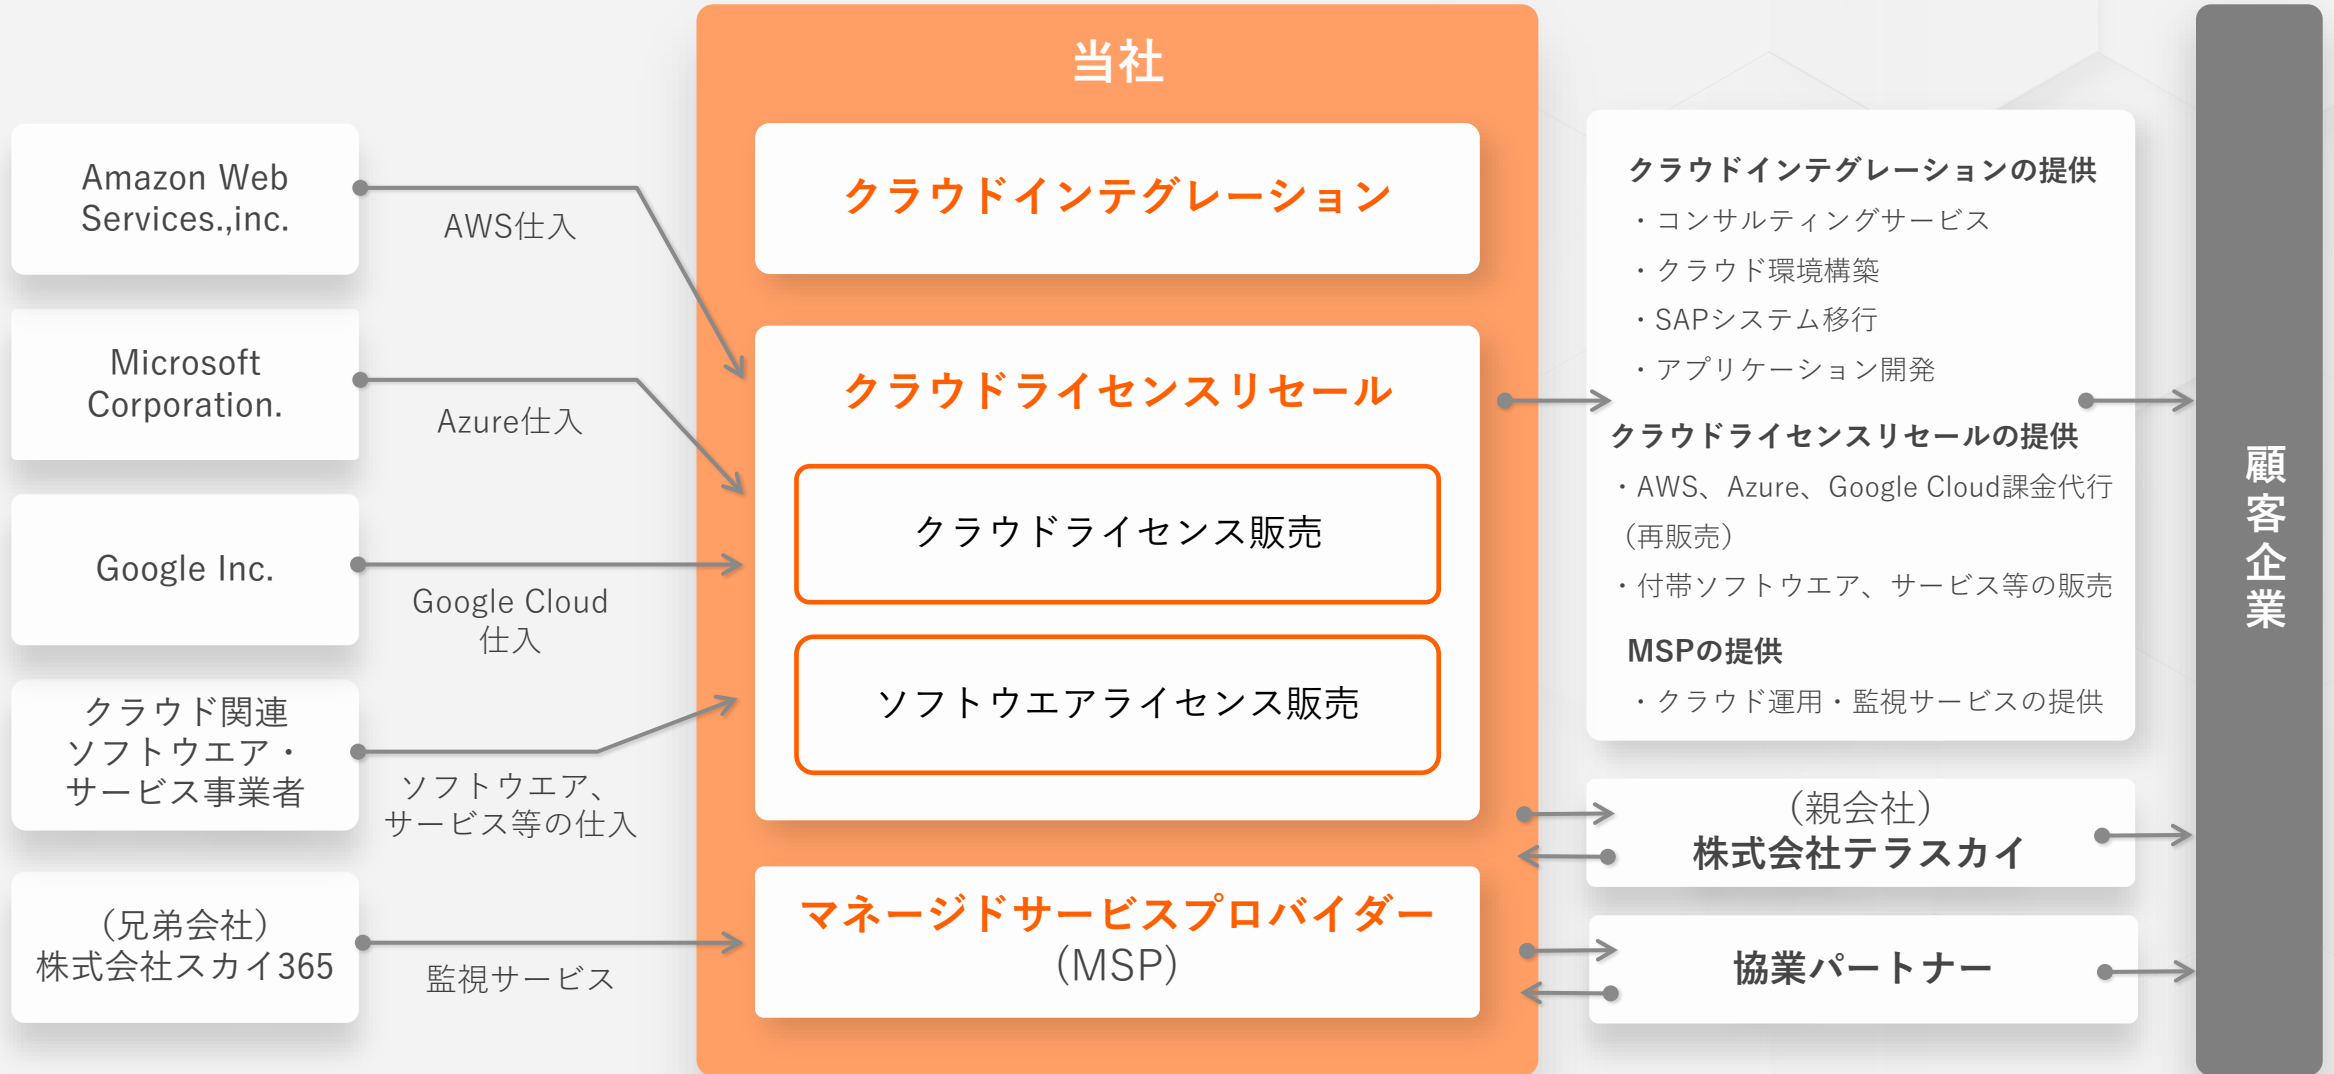 当社
Amazon Web
Services.,inc.
AWS仕入
Microsoft
Corporation.
Azure仕入
Google Inc.
Google Cloud
仕入
クラウド関連
ソフトウエア・
サービス事業者
ソフトウエア、
サービス等の仕入
（兄弟会社）
株式会社スカイ365
監視サービス
クラウドインテグレーション
クラウドライセンスリセール
クラウドライセンス販売
ソフトウエアライセンス販売
マネージドサービスプロバイダー
（MSP）
クラウドインテグレーションの提供
・コンサルティングサービス
・クラウド環境構築
・SAPシステム移行
・アプリケーション開発
クラウドライセンスリセールの提供
・AWS、Azure、Google Cloud課金代行
（再販売）
・付帯ソフトウエア、サービス等の販売
MSPの提供
・クラウド運用・監視サービスの提供
（親会社）
株式会社テラスカイ
協業パートナー
顧客企業